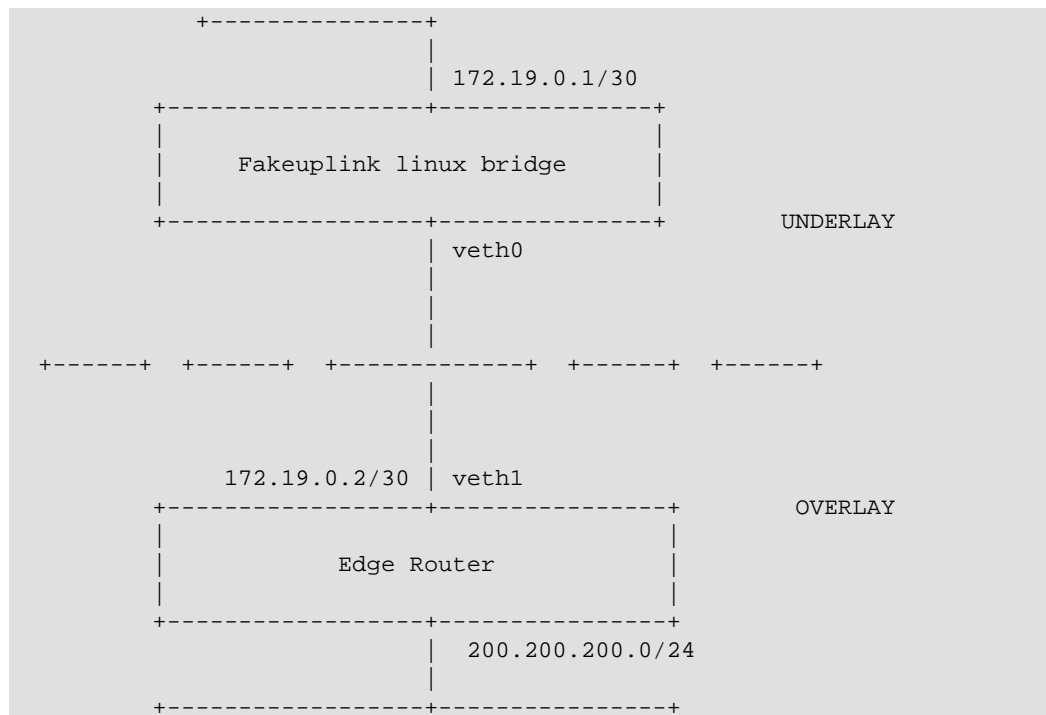 172.19.0.1/30
Fakeuplink linux bridge
UNDERLAY
veth0
172.19.0.2/30 veth1
OVERLAY
Edge Router
200.200.200.0/24